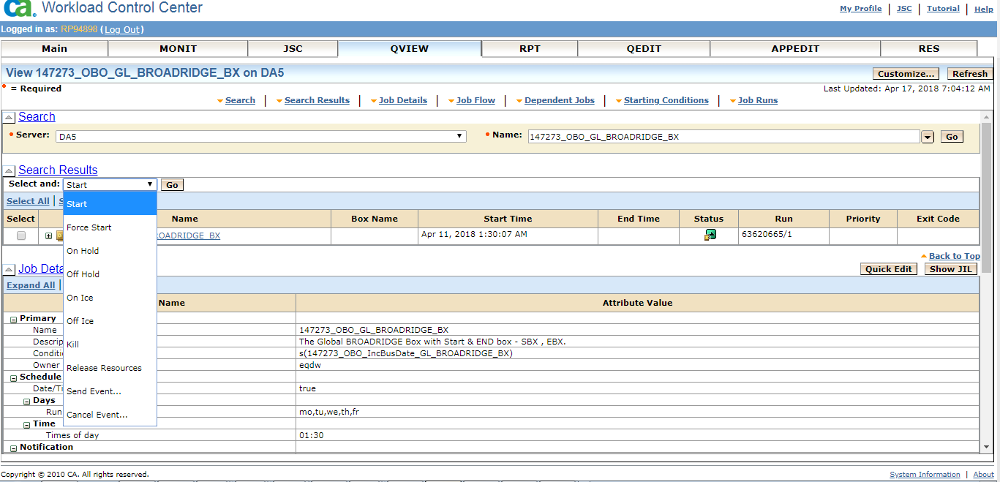 ca. Workload Control Center
My Profile | JSC | Tutorial | Help
Logged in as: RP94898 ( Log Out )
Main MONIT JSC QVIEW RPT QEDIT APPEDIT RES
View 147273_OBO_GL_BROADRIDGE_BX on DA5
Customize... Refresh
= Required
Last Updated: Apr 17, 2018 7:04:12 AM
Search | Search Results | Job Details | Job Flow | Dependent Jobs | Starting Conditions | Job Runs
Search
Server: DA5 Name: 147273_OBO_GL_BROADRIDGE_BX Go
Search Results
Select and: Start Go
Select All | S
Start
Force Start
On Hold
Off Hold
On Ice
Off Ice
Kill
Release Resources
Send Event...
Cancel Event...
Select Name Box Name Start Time End Time Status Run Priority Exit Code
OADRIDGE_BX Apr 11, 2018 1:30:07 AM 63620665/1
Back to Top
Job Deta
Quick Edit Show JIL
Expand All
Name Attribute Value
Primary
Name 147273_OBO_GL_BROADRIDGE_BX
Descrip The Global BROADRIDGE Box with Start & END box - SBX , EBX.
Conditi s(147273_OBO_IncBusDate_GL_BROADRIDGE_BX)
Owner eqdw
Schedule
Date/Ti true
Days
Run mo,tu,we,th,fr
Time
Times of day 01:30
Notification
Copyright © 2010 CA. All rights reserved.
System Information | About